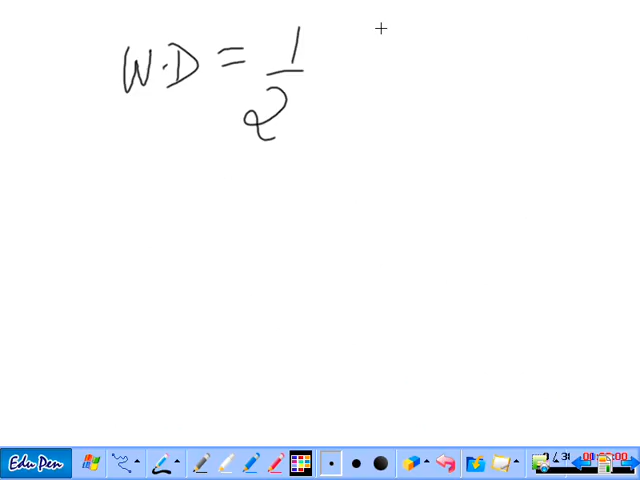 W.D = 1/2
Edu Pen